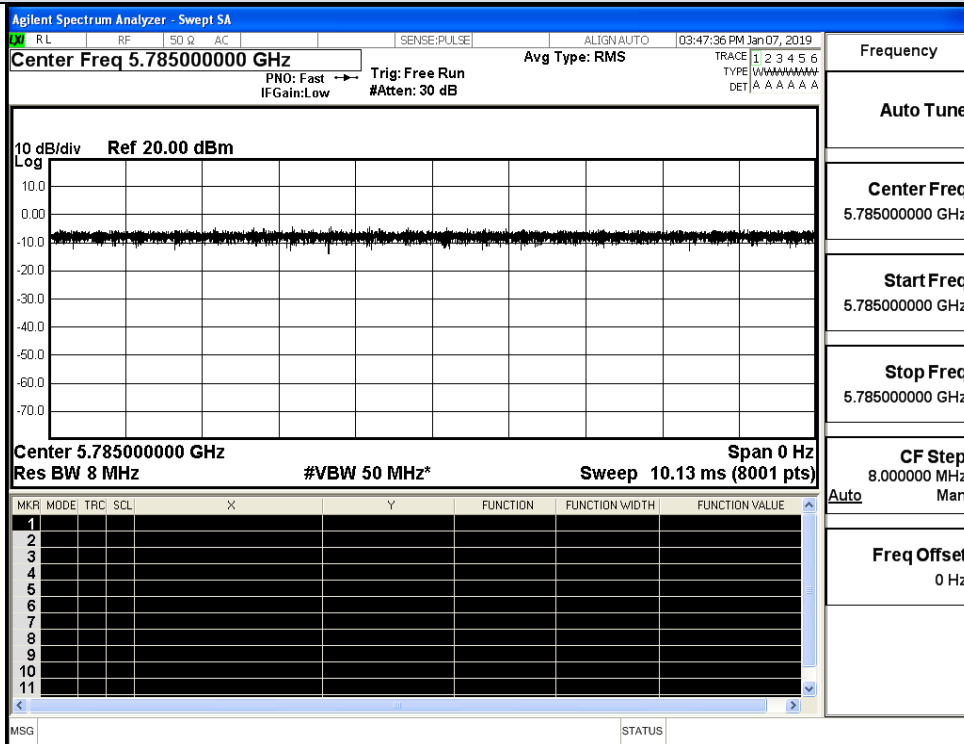 Agilent Spectrum Analyzer - Swept SA
LXI RL RF 50 Ω AC SENSE:PULSE ALIGN AUTO 03:47:36 PM Jan 07, 2019
Center Freq 5.785000000 GHz Avg Type: RMS TRACE 1 2 3 4 5 6
PNO: Fast Trig: Free Run TYPE WWWWWW
IFGain:Low #Atten: 30 dB DET A A A A A A
10 dB/div Ref 20.00 dBm
Log
10.0
0.00
-10.0
-20.0
-30.0
-40.0
-50.0
-60.0
-70.0
Center 5.785000000 GHz Span 0 Hz
Res BW 8 MHz #VBW 50 MHz* Sweep 10.13 ms (8001 pts)
MKR MODE TRC SCL X Y FUNCTION FUNCTION WIDTH FUNCTION VALUE
1
2
3
4
5
6
7
8
9
10
11
MSG STATUS
Frequency
Auto Tune
Center Freq
5.785000000 GHz
Start Freq
5.785000000 GHz
Stop Freq
5.785000000 GHz
CF Step
8.000000 MHz
Auto Man
Freq Offset
0 Hz